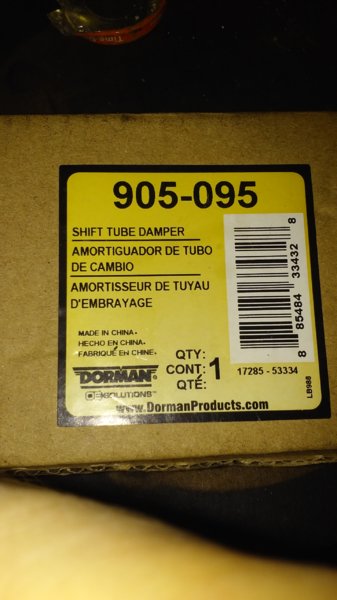 Time
905-095
SHIFT TUBE DAMPER
AMORTIGUADOR DE TUBO
DE CAMBIO
AMORTISSEUR DE TUYAU
D'EMBRAYAGE
MADE IN CHINA.
HECHO EN CHINA.
FABRIQUÉ EN CHINE.
DORMAN®
OE SOLUTIONS™
QTY:
CONT: 1
QTÉ:
www.DormanProducts.com
8 85484 33432 8
17285 - 53334
LB988